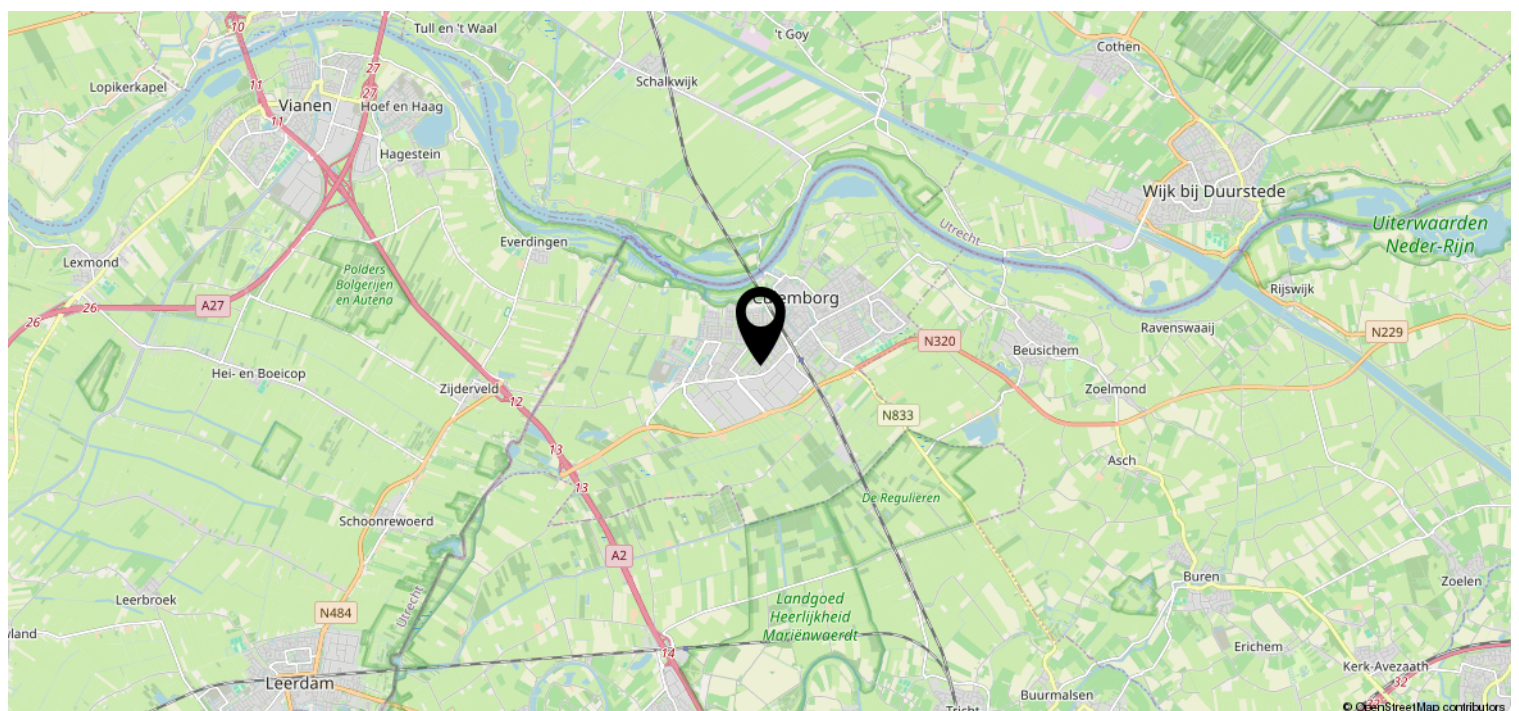 10
Tull en 't Waal
't Goy
Cothen
27
Schalkwijk
11
Lopikerkapel
27
Vianen
Hoef en Haag
11
Hagestein
Wijk bij Duurstede
Uiterwaarden
Neder-Rijn
Utrecht
Everdingen
Lexmond
Polders
Bolgerijen
en Autena
Rijswijk
A27
26
26
Ravenswaaij
N229
N320
Beusichem
Hei- en Boeicop
Zijderveld
12
Zoelmond
N833
13
Asch
13
De Regulieren
Schoonrewoerd
A2
Buren
Zoelen
Leerbroek
Utrecht
Landgoed
Heerlijkheid
Mariënwaerdt
N484
Erichem
14
Kerk-Avezaath
Leerdam
32
Buurmalsen
© OpenStreetMap contributors